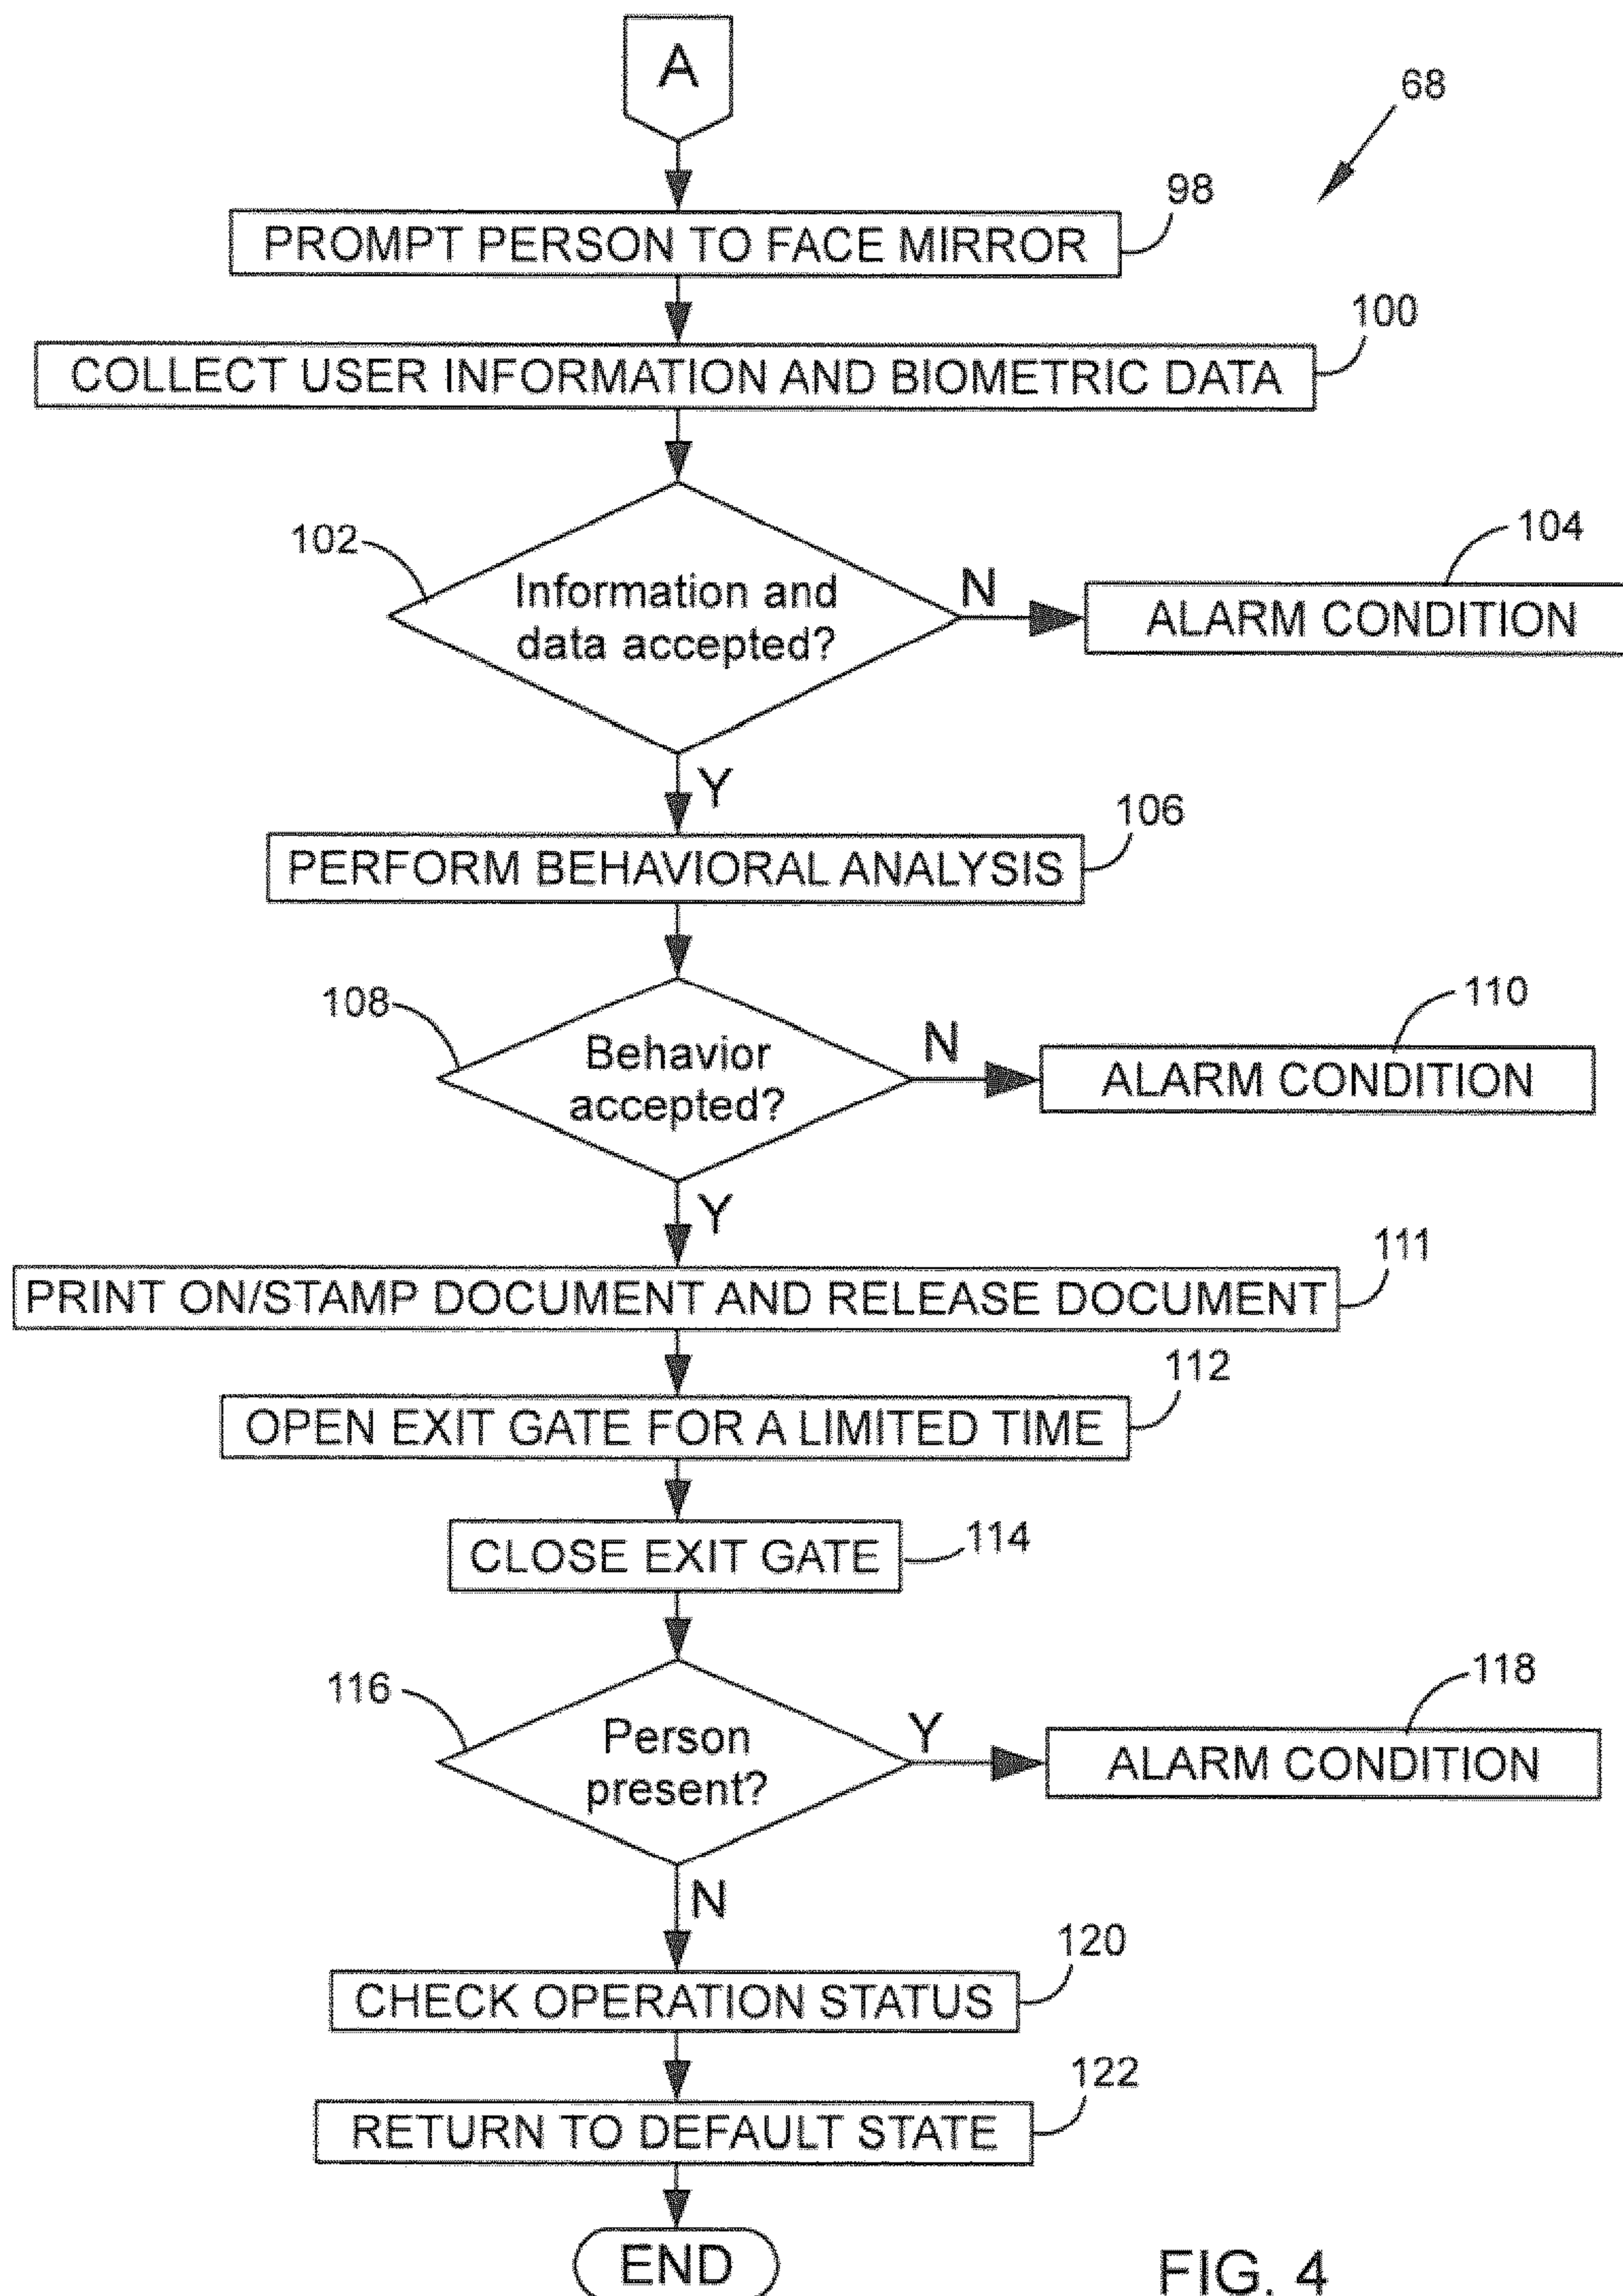 A
68
98
PROMPT PERSON TO FACE MIRROR
100
COLLECT USER INFORMATION AND BIOMETRIC DATA
102
Information and
data accepted?
N
104
ALARM CONDITION
Y
106
PERFORM BEHAVIORAL ANALYSIS
108
Behavior
accepted?
N
110
ALARM CONDITION
Y
111
PRINT ON/STAMP DOCUMENT AND RELEASE DOCUMENT
112
OPEN EXIT GATE FOR A LIMITED TIME
CLOSE EXIT GATE
114
116
Person
present?
Y
118
ALARM CONDITION
N
120
CHECK OPERATION STATUS
122
RETURN TO DEFAULT STATE
END
FIG. 4